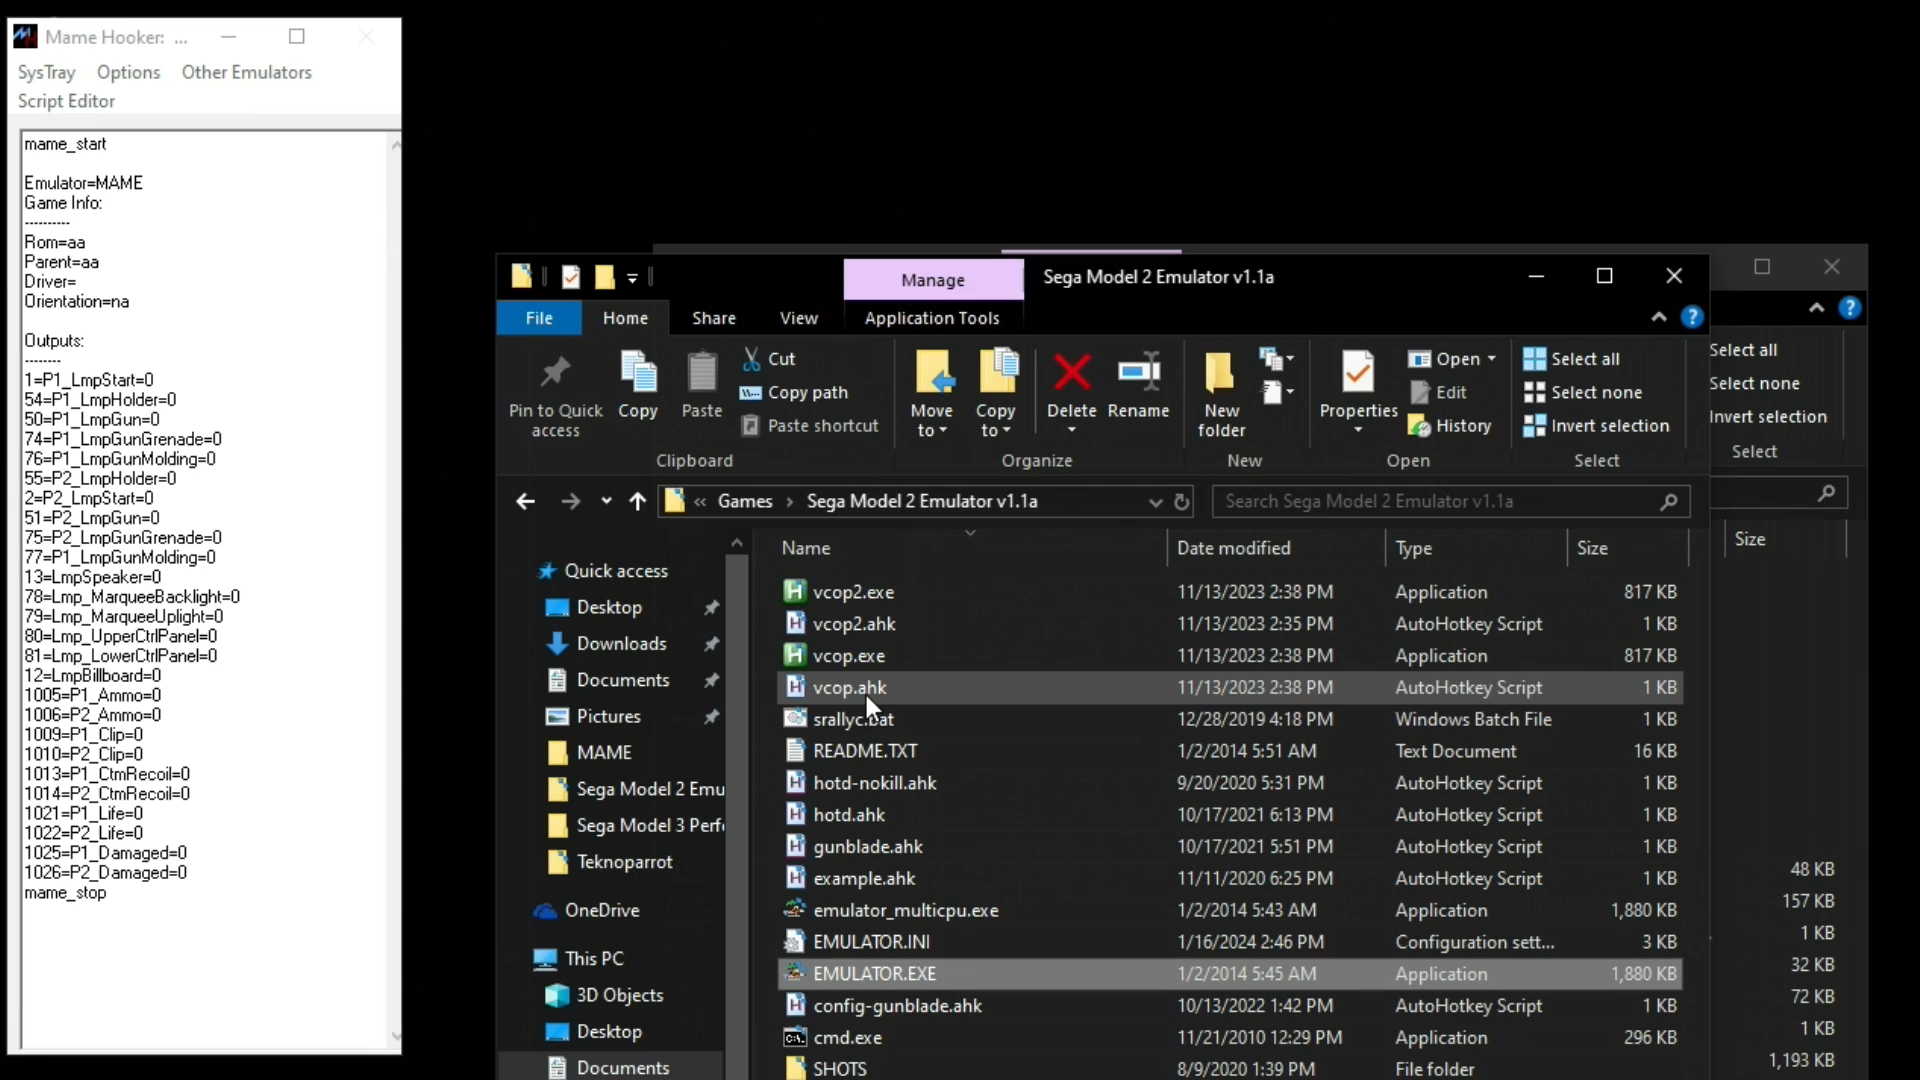 Mame Hooker: ...
SysTray Options Other Emulators
Script Editor
mame_start
Emulator=MAME
Game Info:
----------
Rom=aa
Parent=aa
Driver=
Orientation=na
Outputs:
--------
1=P1_LmpStart=0
54=P1_LmpHolder=0
50=P1_LmpGun=0
74=P1_LmpGunGrenade=0
76=P1_LmpGunMolding=0
55=P2_LmpHolder=0
2=P2_LmpStart=0
51=P2_LmpGun=0
75=P2_LmpGunGrenade=0
77=P1_LmpGunMolding=0
13=LmpSpeaker=0
78=Lmp_MarqueeBacklight=0
79=Lmp_MarqueeUplight=0
80=Lmp_UpperCtrlPanel=0
81=Lmp_LowerCtrlPanel=0
12=LmpBillboard=0
1005=P1_Ammo=0
1006=P2_Ammo=0
1009=P1_Clip=0
1010=P2_Clip=0
1013=P1_CtmRecoil=0
1014=P2_CtmRecoil=0
1021=P1_Life=0
1022=P2_Life=0
1025=P1_Damaged=0
1026=P2_Damaged=0
mame_stop
Manage Sega Model 2 Emulator v1.1a
File Home Share View Application Tools
Pin to Quick access
Copy
Paste
Cut
Copy path
Paste shortcut
Clipboard
Move to
Copy to
Delete
Rename
Organize
New folder
New
Properties
Open
Edit
History
Open
Select all
Select none
Invert selection
Select
Select all
Select none
Invert selection
Select
« Games › Sega Model 2 Emulator v1.1a
Search Sega Model 2 Emulator v1.1a
Quick access
Desktop
Downloads
Documents
Pictures
MAME
Sega Model 2 Emu
Sega Model 3 Perf
Teknoparrot
OneDrive
This PC
3D Objects
Desktop
Documents
Name Date modified Type Size
vcop2.exe 11/13/2023 2:38 PM Application 817 KB
vcop2.ahk 11/13/2023 2:35 PM AutoHotkey Script 1 KB
vcop.exe 11/13/2023 2:38 PM Application 817 KB
vcop.ahk 11/13/2023 2:38 PM AutoHotkey Script 1 KB
srallyc.bat 12/28/2019 4:18 PM Windows Batch File 1 KB
README.TXT 1/2/2014 5:51 AM Text Document 16 KB
hotd-nokill.ahk 9/20/2020 5:31 PM AutoHotkey Script 1 KB
hotd.ahk 10/17/2021 6:13 PM AutoHotkey Script 1 KB
gunblade.ahk 10/17/2021 5:51 PM AutoHotkey Script 1 KB
example.ahk 11/11/2020 6:25 PM AutoHotkey Script 1 KB
emulator_multicpu.exe 1/2/2014 5:43 AM Application 1,880 KB
EMULATOR.INI 1/16/2024 2:46 PM Configuration sett... 3 KB
EMULATOR.EXE 1/2/2014 5:45 AM Application 1,880 KB
config-gunblade.ahk 10/13/2022 1:42 PM AutoHotkey Script 1 KB
cmd.exe 11/21/2010 12:29 PM Application 296 KB
SHOTS 8/9/2020 1:39 PM File folder
Size
48 KB
157 KB
1 KB
32 KB
72 KB
1 KB
1,193 KB